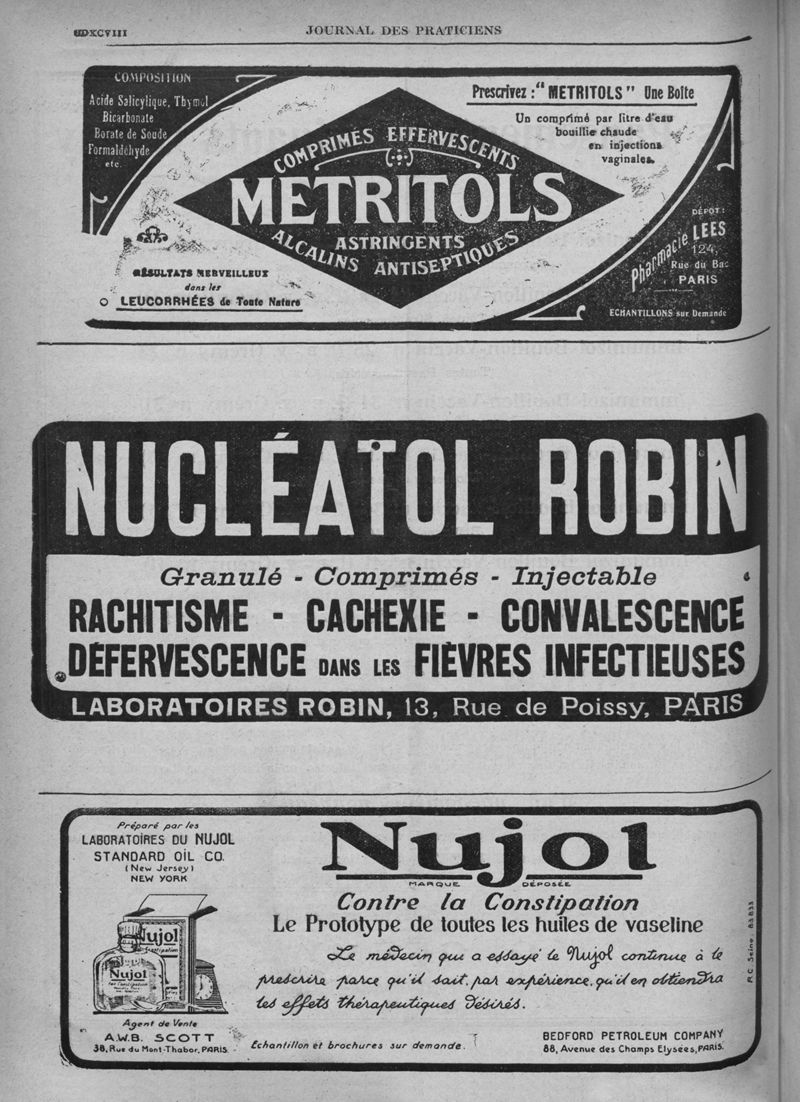 JOURNAL DES PRATICIENS
COMPOSITION
Acide Salicylique, Thymol
Bicarbonate
Borate de Soude
Formaldéhyde
etc.
Prescrivez : "METRITOLS" Une Boîte
Un comprimé par litre d'eau
bouillie chaude
en injections
vaginales.
COMPRIMÉS EFFERVESCENTS
METRITOLS
ASTRINGENTS
ALCALINS ANTISEPTIQUES
RÉSULTATS MERVEILLEUX
dans les
LEUCORRHÉES de Toute Nature
DÉPÔT :
Pharmacie LEES
124,
Rue du Bac
PARIS
ECHANTILLONS sur Demande
NUCLÉATOL ROBIN
Granulé - Comprimés - Injectable
RACHITISME - CACHEXIE - CONVALESCENCE
DÉFERVESCENCE DANS LES FIÈVRES INFECTIEUSES
LABORATOIRES ROBIN, 13, Rue de Poissy, PARIS
Préparé par les
LABORATOIRES DU NUJOL
STANDARD OIL CO.
(New Jersey)
NEW YORK
Nujol
Nujol
Agent de Vente
A.W.B. SCOTT
38, Rue du Mont-Thabor, PARIS
Nujol
MARQUE DÉPOSÉE
Contre la Constipation
Le Prototype de toutes les huiles de vaseline
Le médecin qui a essayé le Nujol continue à le
prescrire parce qu'il sait, par expérience, qu'il en obtiendra
les effets thérapeutiques désirés.
Echantillon et brochures sur demande.
BEDFORD PETROLEUM COMPANY
88, Avenue des Champs Elysées, PARIS.